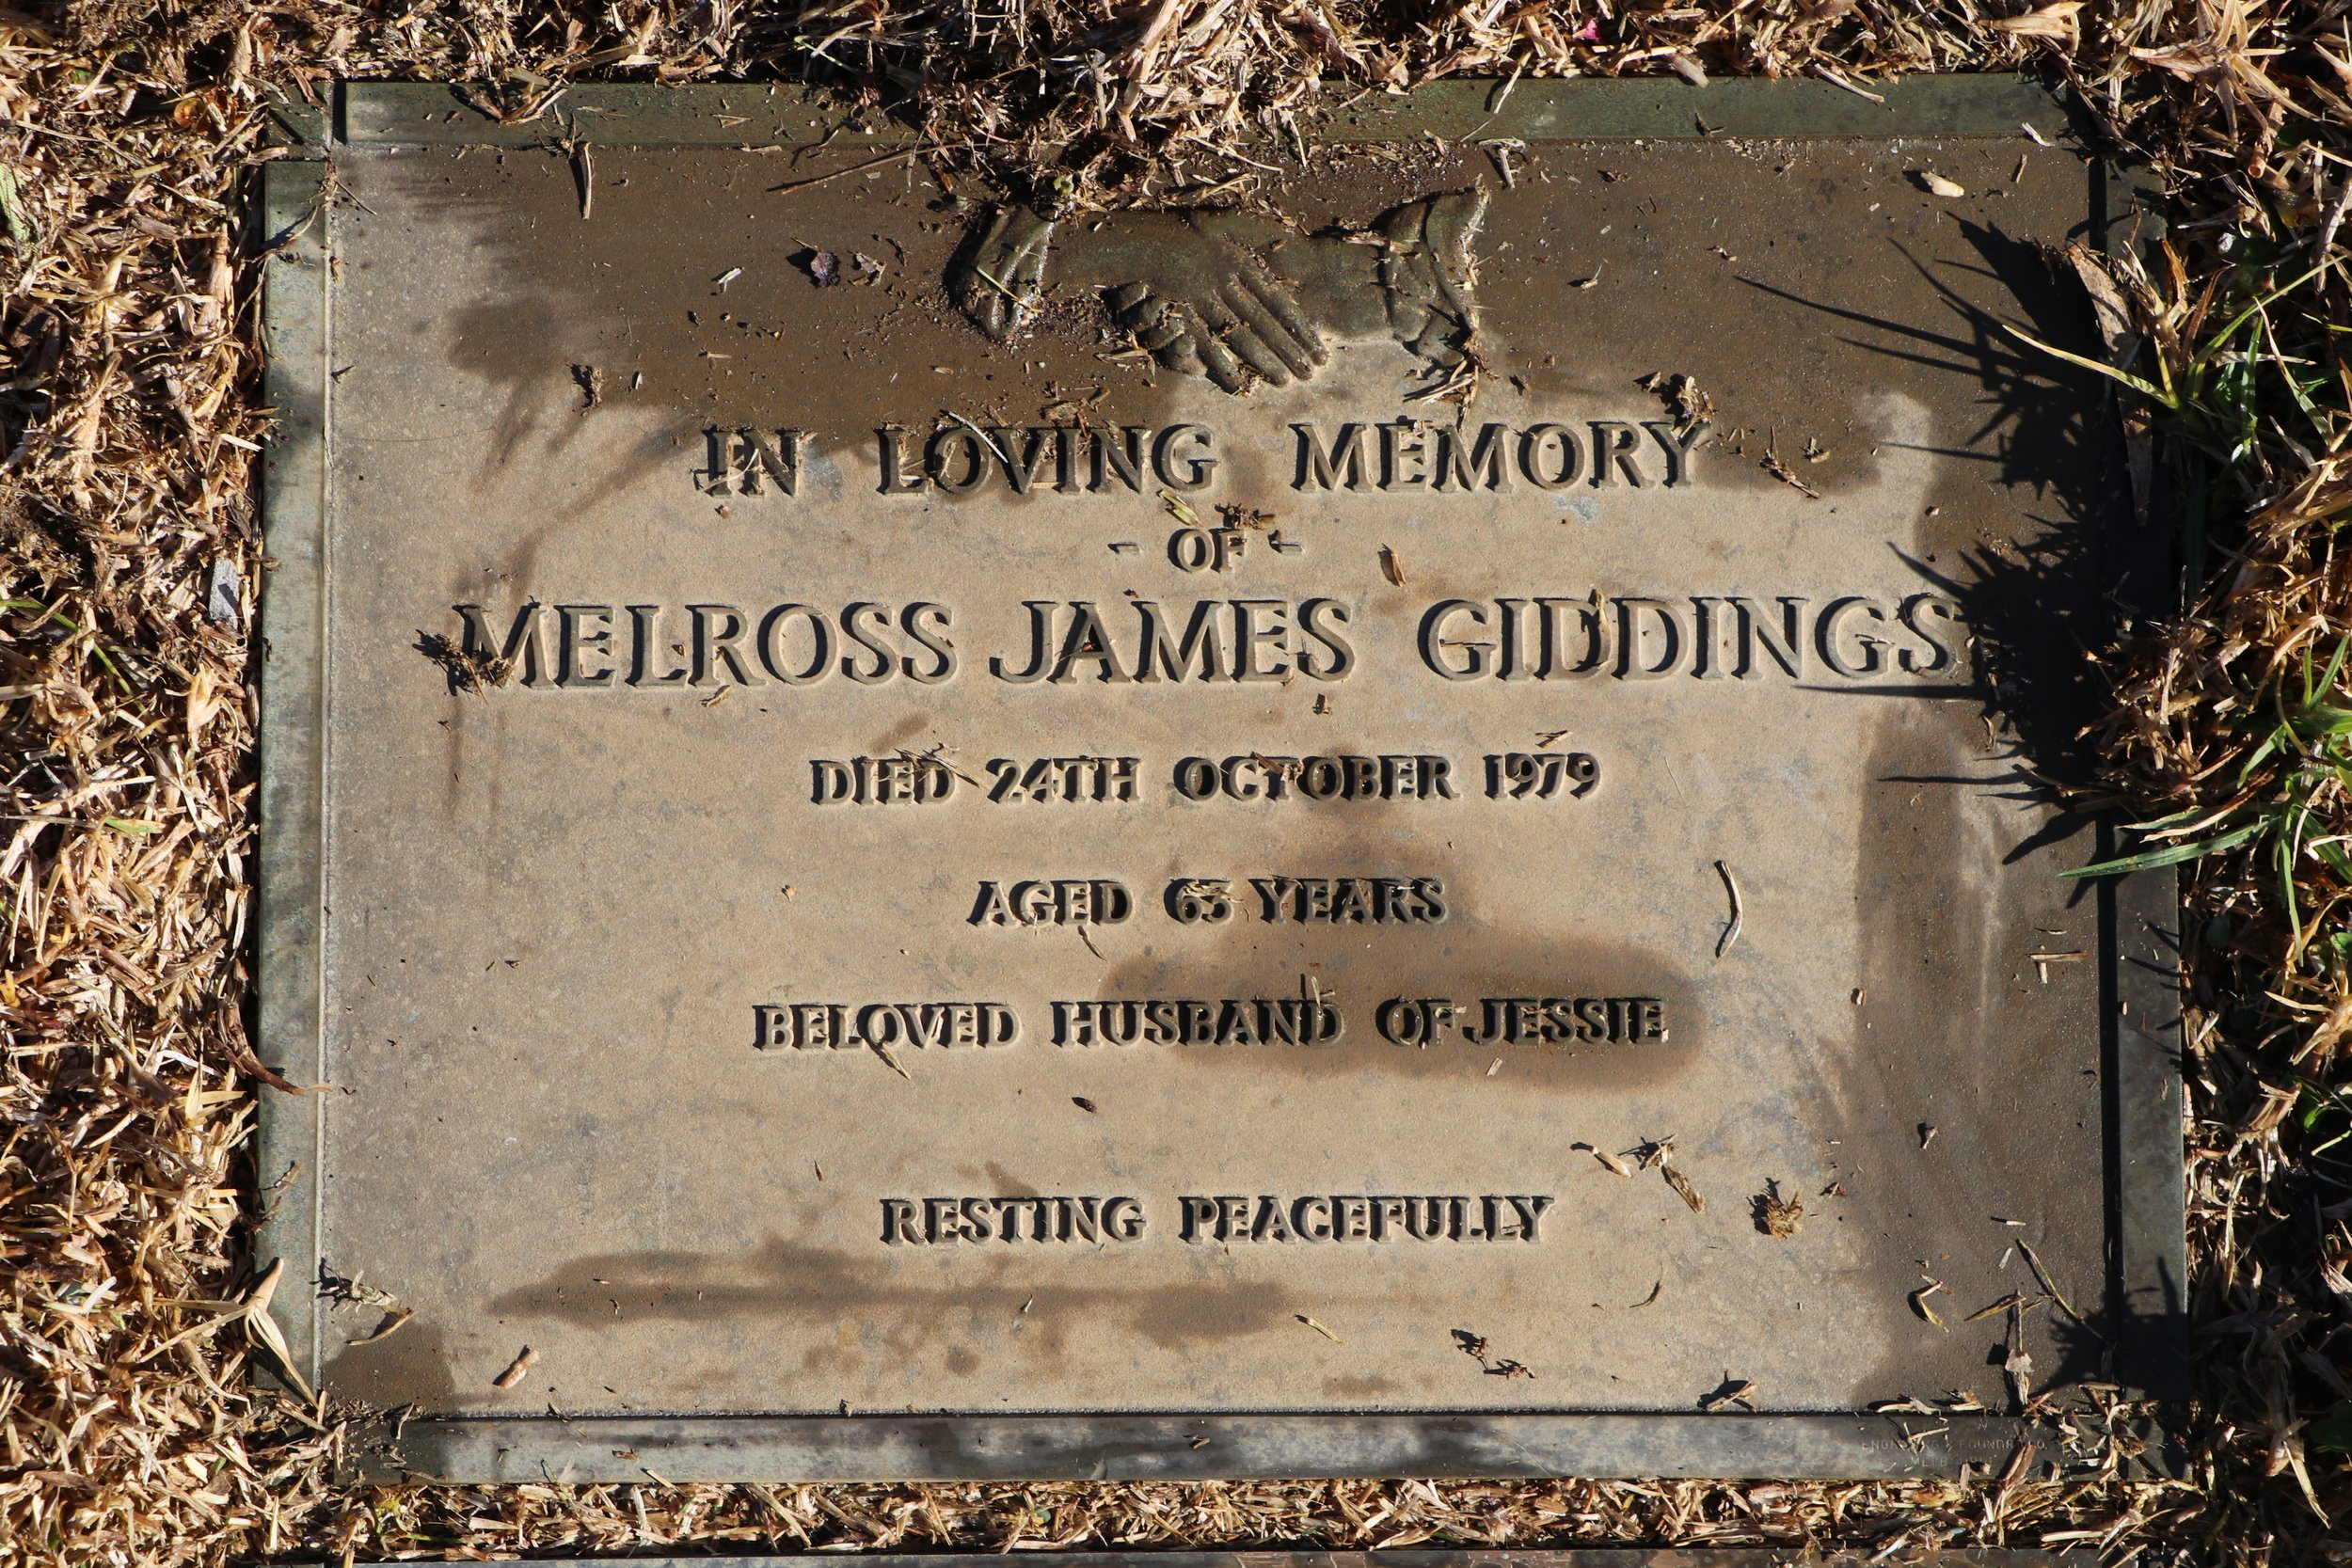 IN LOVING MEMORY
- OF -
MELROSS JAMES GIDDINGS
DIED 24TH OCTOBER 1979
AGED 63 YEARS
BELOVED HUSBAND OF JESSIE
RESTING PEACEFULLY